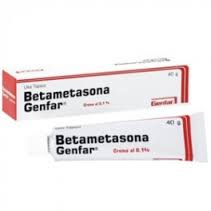 Uso Tópico
Betametasona
Genfar®
Crema al 0.1%
40 g
Genfar
40 g
Betametasona
Genfar®
Crema al 0.1%